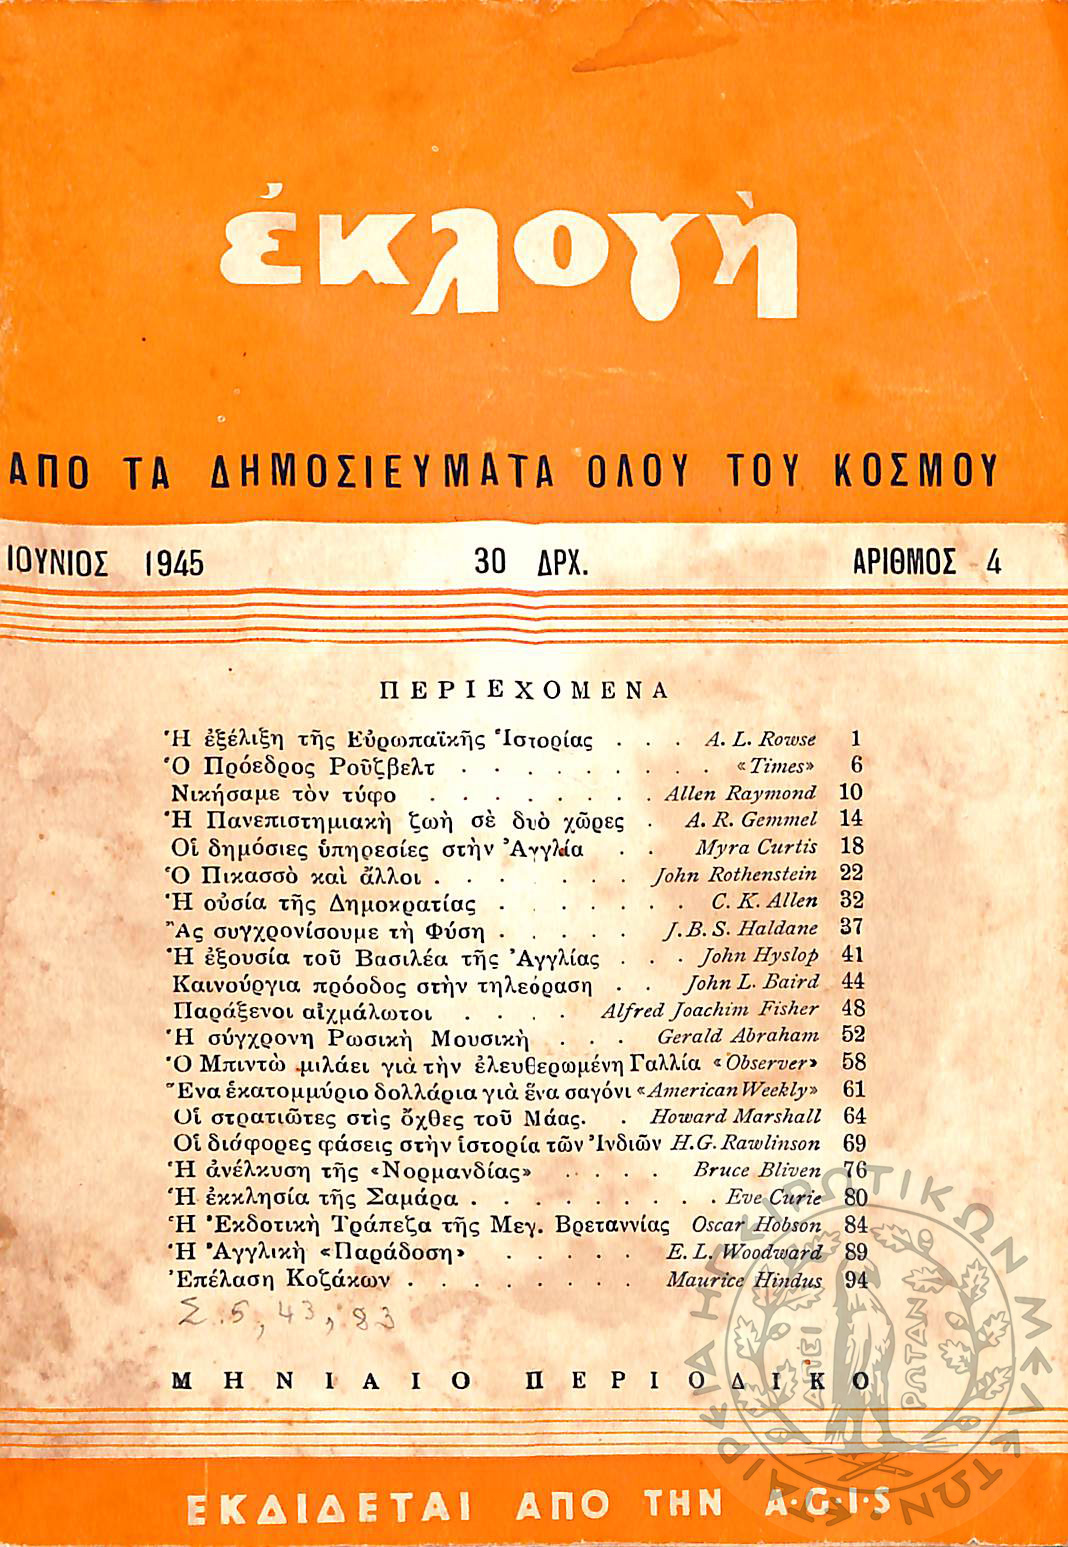 ἐκλογὴ
ΑΠΟ ΤΑ ΔΗΜΟΣΙΕΥΜΑΤΑ ΟΛΟΥ ΤΟΥ ΚΟΣΜΟΥ
ΙΟΥΝΙΟΣ 1945 30 ΔΡΧ. ΑΡΙΘΜΟΣ 4
ΠΕΡΙΕΧΟΜΕΝΑ
Ἡ ἐξέλιξη τῆς Εὐρωπαϊκῆς Ἱστορίας . . . A. L. Rowse 1
Ὁ Πρόεδρος Ροῦζβελτ . . . . . . . . . «Times» 6
Νικήσαμε τὸν τύφο . . . . . . . . Allen Raymond 10
Ἡ Πανεπιστημιακὴ ζωὴ σὲ δυὸ χῶρες . A. R. Gemmel 14
Οἱ δημόσιες ὑπηρεσίες στὴν Ἀγγλία . . Myra Curtis 18
Ὁ Πικασσὸ καὶ ἄλλοι . . . . . . . John Rothenstein 22
Ἡ οὐσία τῆς Δημοκρατίας . . . . . . . C. K. Allen 32
Ἂς συγχρονίσουμε τὴ Φύση . . . . . J. B. S. Haldane 37
Ἡ ἐξουσία τοῦ Βασιλέα τῆς Ἀγγλίας . . . John Hyslop 41
Καινούργια πρόοδος στὴν τηλεόραση . . John L. Baird 44
Παράξενοι αἰχμάλωτοι . . . . Alfred Joachim Fisher 48
Ἡ σύγχρονη Ρωσικὴ Μουσικὴ . . . Gerald Abraham 52
Ὁ Μπιντὼ μιλάει γιὰ τὴν ἐλευθερωμένη Γαλλία «Observer» 58
Ἕνα ἑκατομμύριο δολλάρια γιὰ ἕνα σαγόνι «American Weekly» 61
Οἱ στρατιῶτες στὶς ὄχθες τοῦ Μάας. . Howard Marshall 64
Οἱ διάφορες φάσεις στὴν ἱστορία τῶν Ἰνδιῶν H. G. Rawlinson 69
Ἡ ἀνέλκυση τῆς «Νορμανδίας» . . . . Bruce Bliven 76
Ἡ ἐκκλησία τῆς Σαμάρα . . . . . . . . . Eve Curie 80
Ἡ Ἐκδοτικὴ Τράπεζα τῆς Μεγ. Βρεταννίας Oscar Hobson 84
Ἡ Ἀγγλικὴ «Παράδοση» . . . . . E. L. Woodward 89
Ἐπέλαση Κοζάκων . . . . . . . . Maurice Hindus 94
Σ. 5, 43, 83
ΜΗΝΙΑΙΟ ΠΕΡΙΟΔΙΚΟ
ΕΚΔΙΔΕΤΑΙ ΑΠΟ ΤΗΝ A·G·I·S
ΕΤΑΙΡΕΙΑ ΗΠΕΙΡΩΤΙΚΩΝ ΜΕΛΕΤΩΝ
ΑΠΕΙ ΡΩΤΑΝ